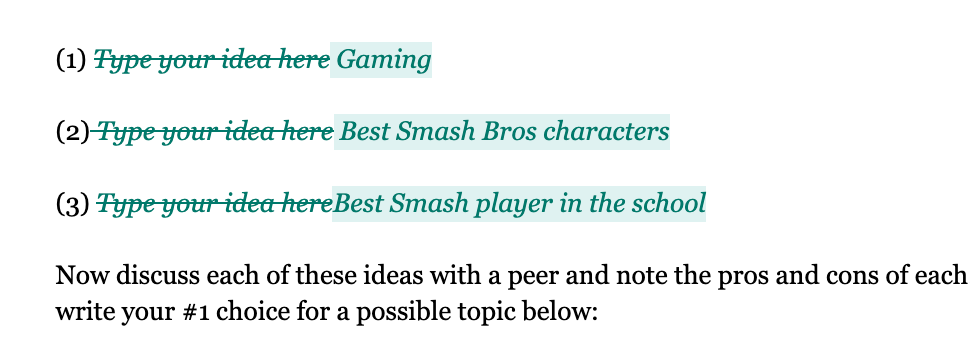 (1) Type your idea here Gaming
(2) Type your idea here Best Smash Bros characters
(3) Type your idea hereBest Smash player in the school
Now discuss each of these ideas with a peer and note the pros and cons of each
write your #1 choice for a possible topic below: